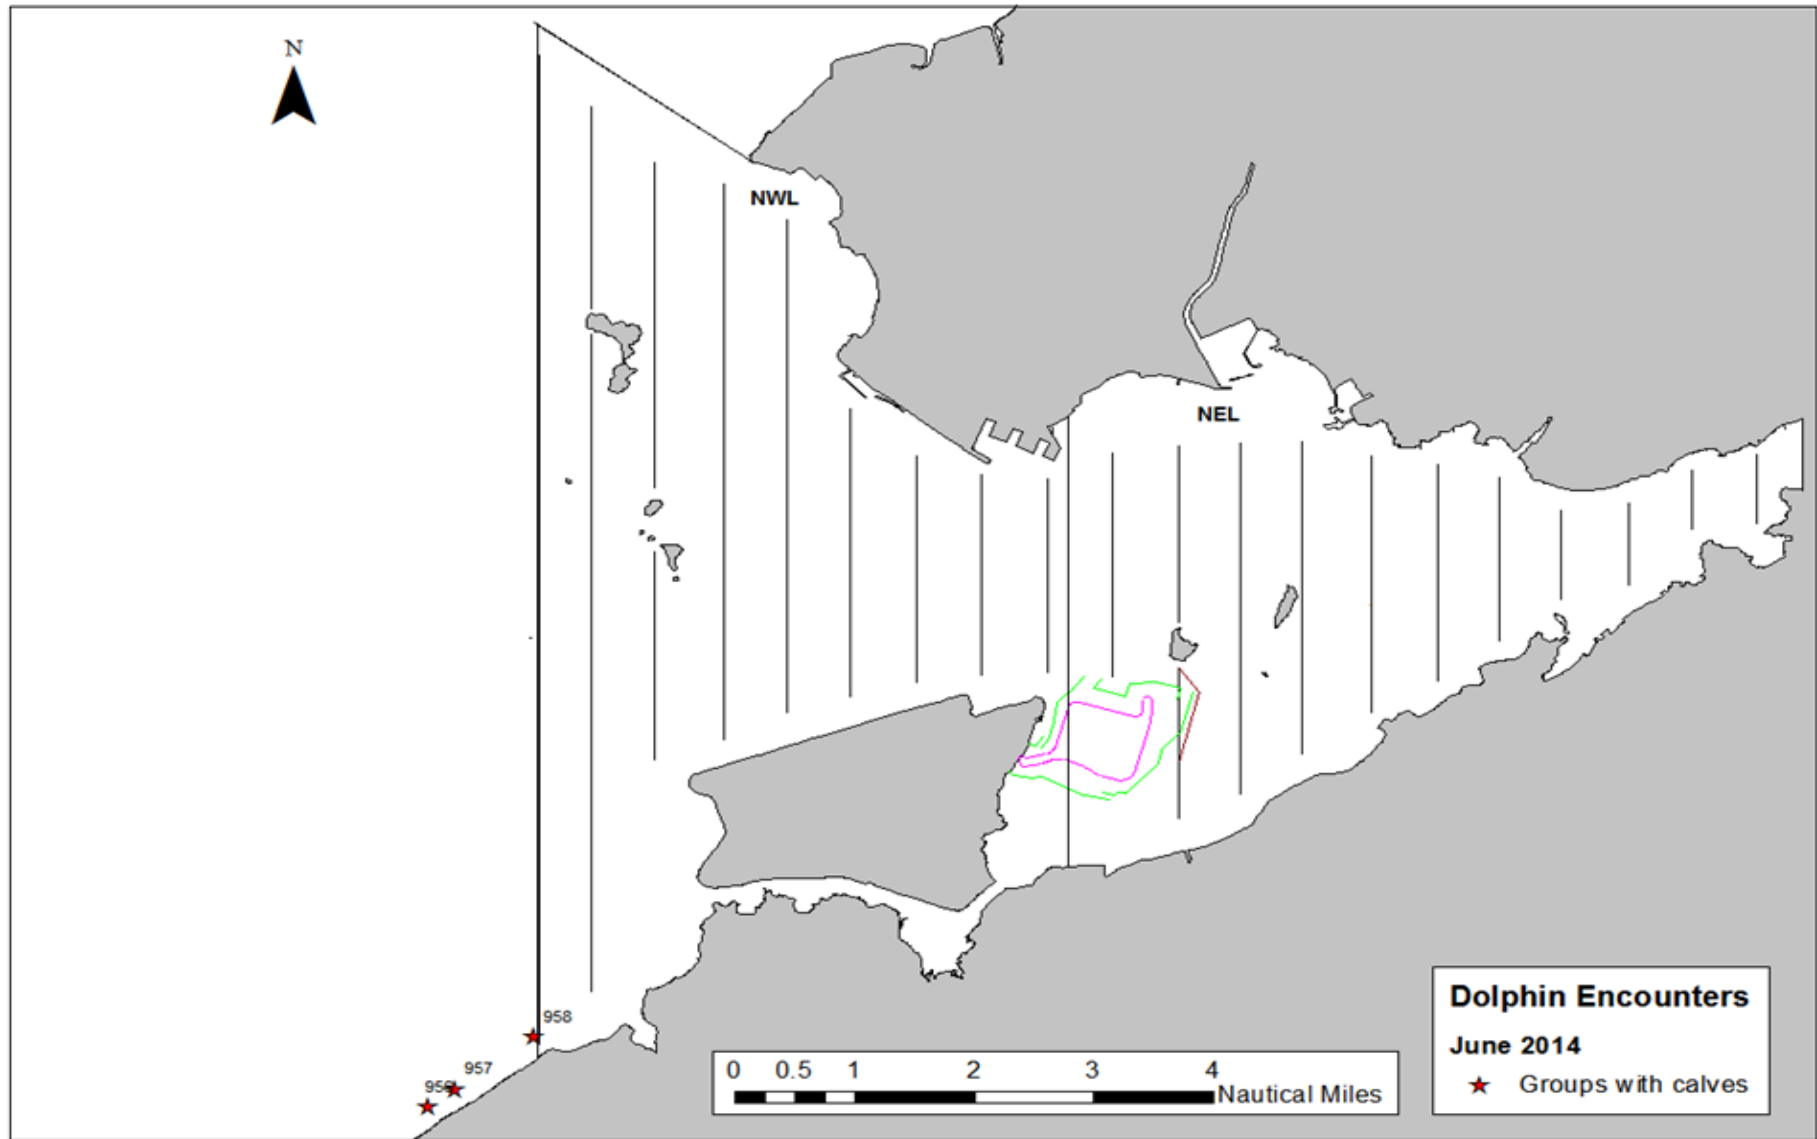 N
NWL
NEL
958
957
956
0 0.5 1 2 3 4
Nautical Miles
Dolphin Encounters
June 2014
Groups with calves